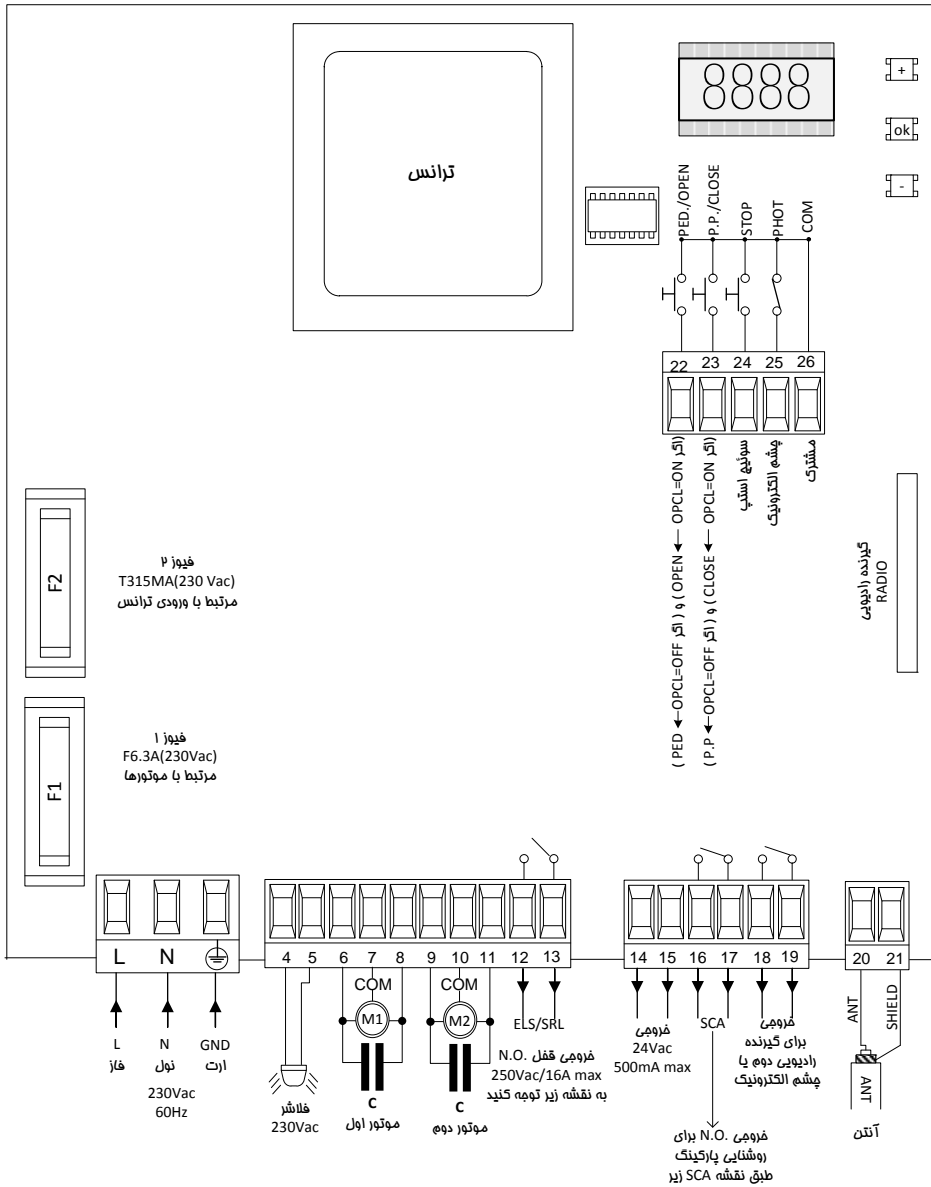 ترانس
8888
+
ok
-
PED./OPEN
P.P./CLOSE
STOP
PHOT
COM
22 23 24 25 26
( PED ← OPCL=OFF اگر ) و ( OPEN ← OPCL=ON اگر)
( P.P ← OPCL=OFF اگر ) و ( CLOSE ← OPCL=ON اگر)
سوئیچ استپ
چشم الکترونیک
مشترک
گیرنده رادیویی
RADIO
F2
فیوز ۲
T315MA(230 Vac)
مرتبط با ورودی ترانس
F1
فیوز ۱
F6.3A(230Vac)
مرتبط با موتورها
L N
L
فاز
N
نول
GND
ارت
230Vac
60Hz
4 5 6 7 8 9 10 11 12 13
فلاشر
230Vac
COM
M1
C
موتور اول
COM
M2
C
موتور دوم
ELS/SRL
خروجی قفل N.O.
250Vac/16A max
به نقشه زیر توجه کنید
14 15 16 17 18 19
خروجی
24Vac
500mA max
SCA
خروجی N.O. برای
روشنایی پارکینگ
طبق نقشه SCA زیر
خروجی
برای گیرنده
رادیویی دوم یا
چشم الکترونیک
20 21
ANT
SHIELD
ANT
آنتن